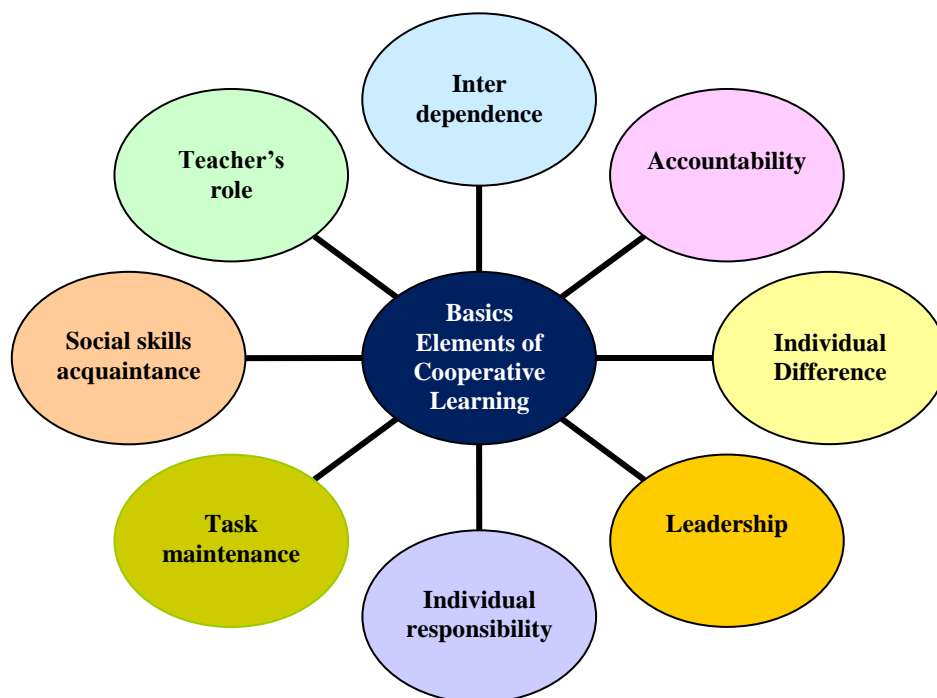 Inter
dependence
Teacher’s
role
Accountability
Social skills
acquaintance
Basics
Elements of
Cooperative
Learning
Individual
Difference
Task
maintenance
Leadership
Individual
responsibility